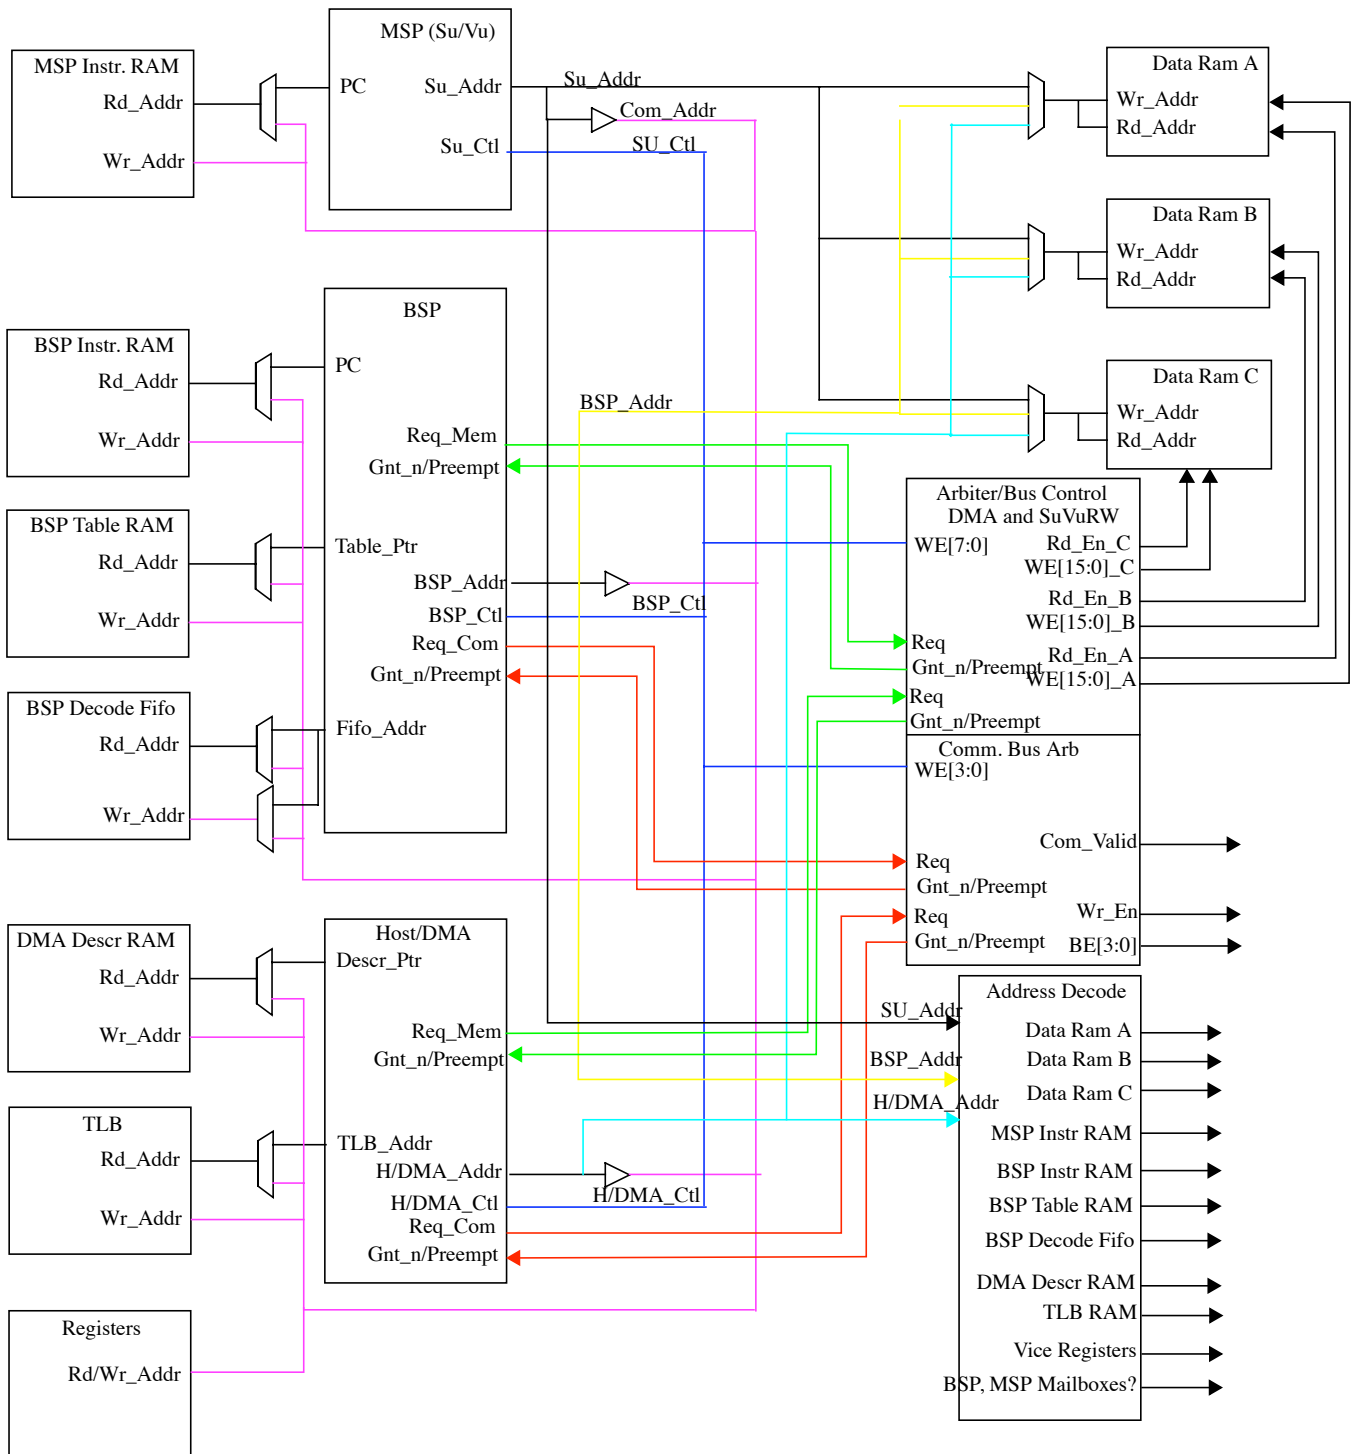 MSP Instr. RAM
Rd_Addr
Wr_Addr
MSP (Su/Vu)
PC
Su_Addr
Su_Ctl
Su_Addr
Com_Addr
SU_Ctl
Data Ram A
Wr_Addr
Rd_Addr
Data Ram B
Wr_Addr
Rd_Addr
Data Ram C
Wr_Addr
Rd_Addr
BSP Instr. RAM
Rd_Addr
Wr_Addr
BSP Table RAM
Rd_Addr
Wr_Addr
BSP Decode Fifo
Rd_Addr
Wr_Addr
BSP
PC
Req_Mem
Gnt_n/Preempt
Table_Ptr
BSP_Addr
BSP_Ctl
Req_Com
Gnt_n/Preempt
Fifo_Addr
BSP_Addr
BSP_Ctl
Arbiter/Bus Control
DMA and SuVuRW
WE[7:0]
Rd_En_C
WE[15:0]_C
Rd_En_B
WE[15:0]_B
Req
Rd_En_A
Gnt_n/Preempt
WE[15:0]_A
Req
Gnt_n/Preempt
Comm. Bus Arb
WE[3:0]
Com_Valid
Req
Gnt_n/Preempt
Req
Wr_En
Gnt_n/Preempt
BE[3:0]
DMA Descr RAM
Rd_Addr
Wr_Addr
TLB
Rd_Addr
Wr_Addr
Registers
Rd/Wr_Addr
Host/DMA
Descr_Ptr
Req_Mem
Gnt_n/Preempt
TLB_Addr
H/DMA_Addr
H/DMA_Ctl
Req_Com
Gnt_n/Preempt
H/DMA_Ctl
SU_Addr
BSP_Addr
H/DMA_Addr
Address Decode
Data Ram A
Data Ram B
Data Ram C
MSP Instr RAM
BSP Instr RAM
BSP Table RAM
BSP Decode Fifo
DMA Descr RAM
TLB RAM
Vice Registers
BSP, MSP Mailboxes?